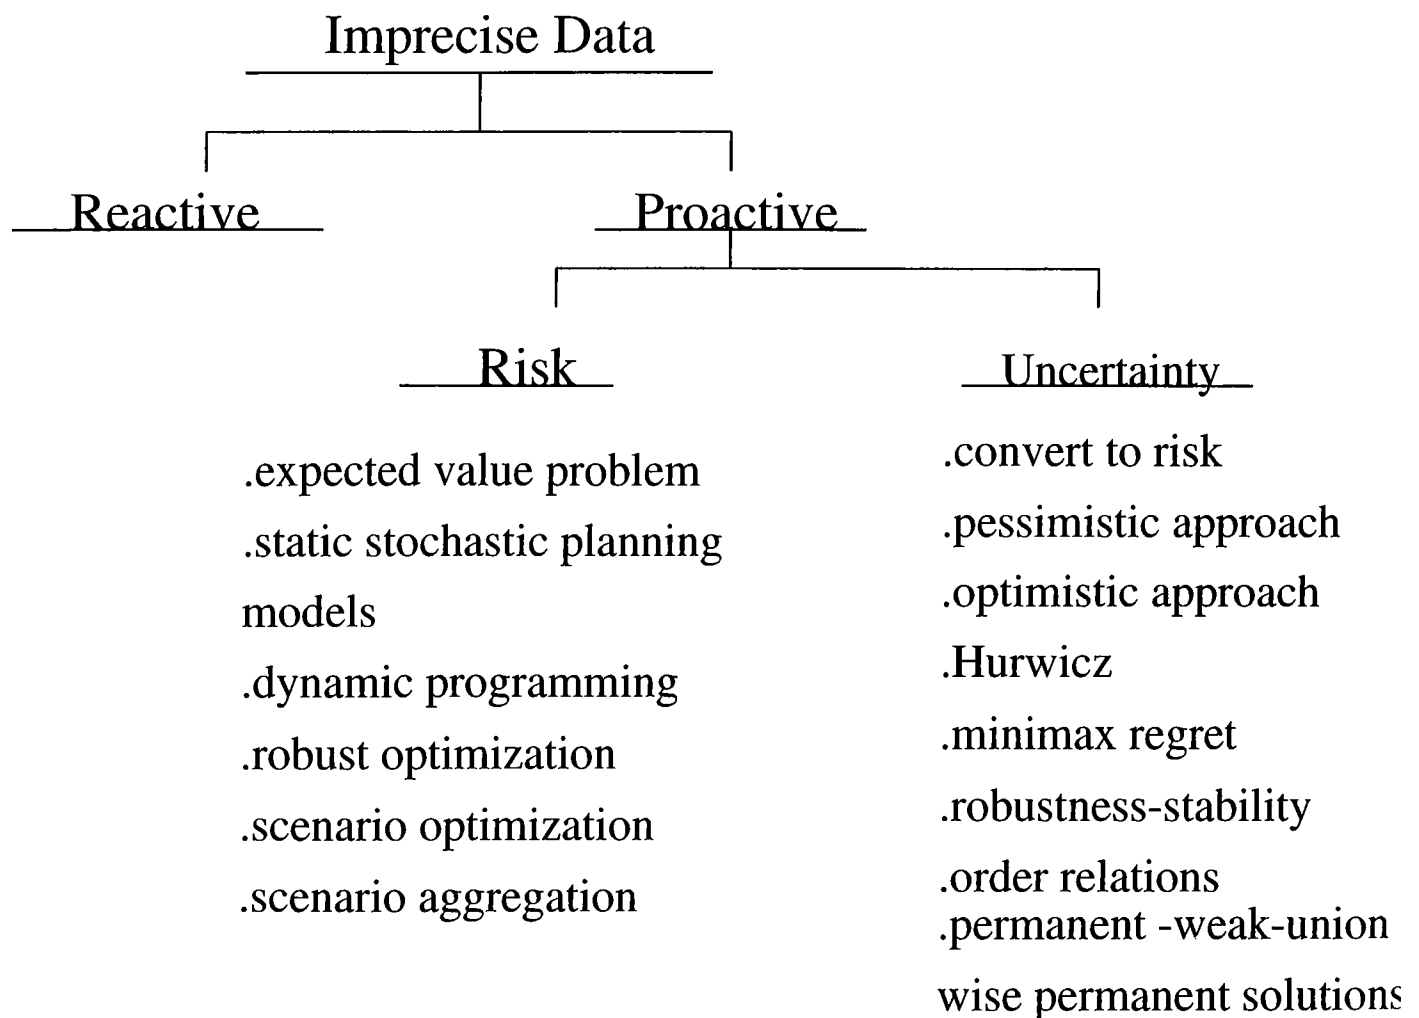 Imprecise Data
Reactive
Proactive
Risk
.expected value problem
.static stochastic planning
models
.dynamic programming
.robust optimization
.scenario optimization
.scenario aggregation
Uncertainty
.convert to risk
.pessimistic approach
.optimistic approach
.Hurwicz
.minimax regret
.robustness-stability
.order relations
.permanent -weak-union
wise permanent solutions